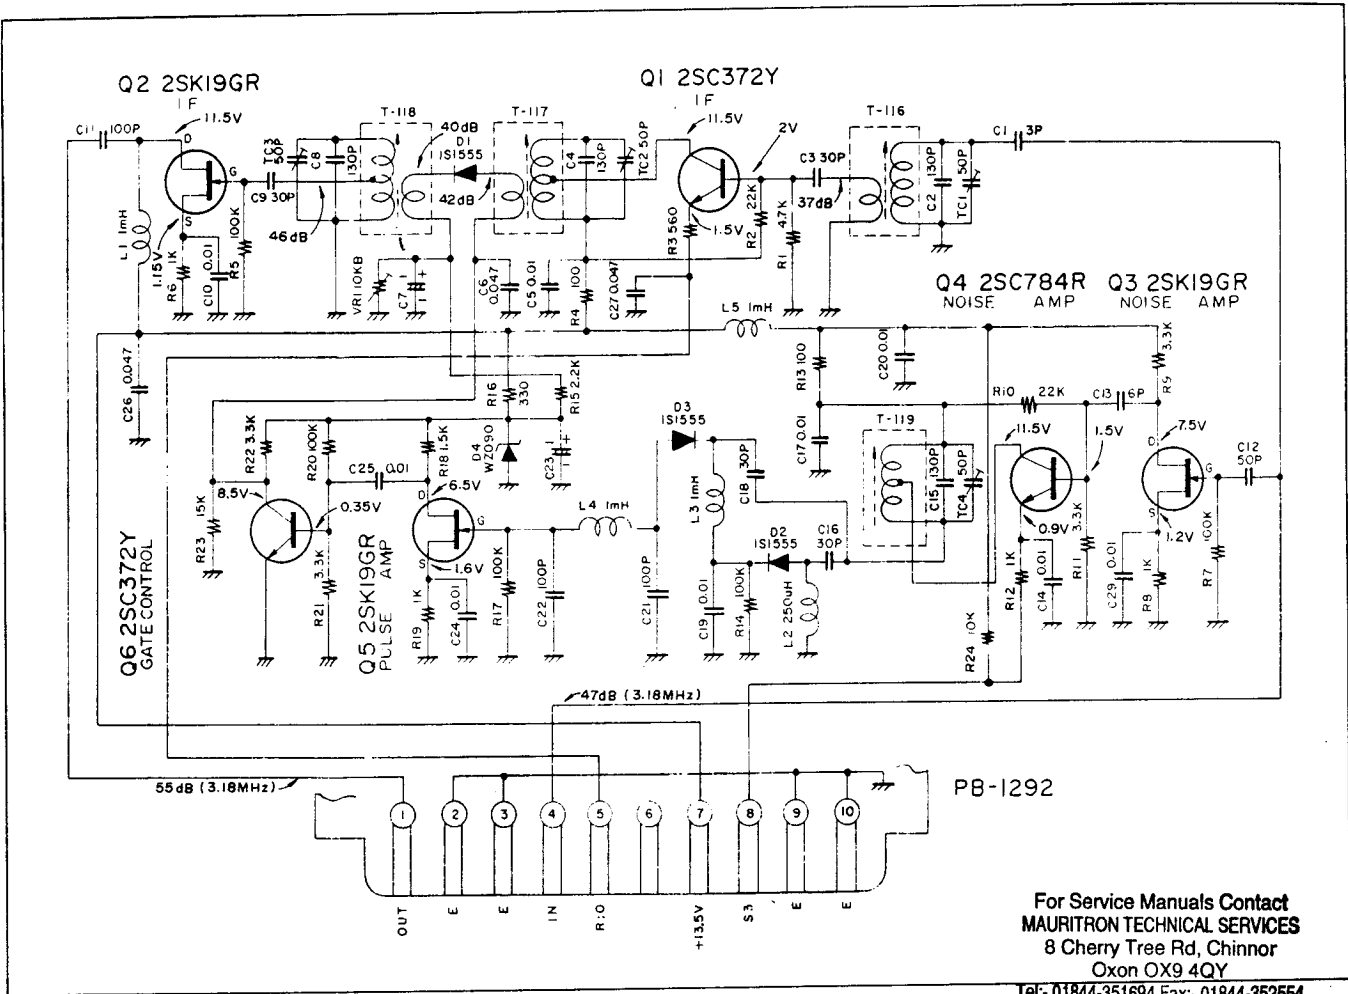 Q2 2SK19GR
IF
Q1 2SC372Y
IF
T-118
T-117
T-116
C11 100P
11.5V
D
G
S
TC3 50P
C8 130P
40dB
D1
1S1555
42dB
C4 130P
TC2 50P
11.5V
2V
C3 30P
37dB
C2 130P
TC1 50P
C1 3P
C9 30P
46dB
L1 1mH
1.15V
R6 1K
C10 0.01
R5 100K
VR1 10KB
C7 1
C6 0.047
C5 0.01
R4 100
C27 0.047
R3 560
1.5V
R2 22K
R1 4.7K
L5 1mH
Q4 2SC784R
NOISE AMP
Q3 2SK19GR
NOISE AMP
C26 0.047
R16 330
R15 2.2K
R13 100
C20 0.01
R9 3.3K
R10 22K
C13 6P
T-119
11.5V
1.5V
7.5V
D
G
S
C12 50P
R22 3.3K
R20 100K
C25 0.01
R18 1.5K
D4 WZ090
C23 1
D3
1S1555
C17 0.01
C18 30P
L3 1mH
C15 130P
TC4 50P
8.5V
0.35V
6.5V
D
G
S
R23 15K
L4 1mH
D2
1S1555
C16 30P
0.9V
1.2V
R21 3.3K
1.6V
R19 1K
C24 0.01
R17 100K
C22 100P
C21 100P
C19 0.01
R14 100K
L2 250uH
R24 10K
R12 1K
C14 0.01
R11 3.3K
C29 0.01
R8 1K
R7 100K
Q6 2SC372Y
GATE CONTROL
Q5 2SK19GR
PULSE AMP
47dB (3.18MHz)
55dB (3.18MHz)
PB-1292
1 2 3 4 5 6 7 8 9 10
OUT E E IN R:O +13.5V S3 E E
For Service Manuals Contact
MAURITRON TECHNICAL SERVICES
8 Cherry Tree Rd, Chinnor
Oxon OX9 4QY
Tel:- 01844-351694 Fax:- 01844-352554